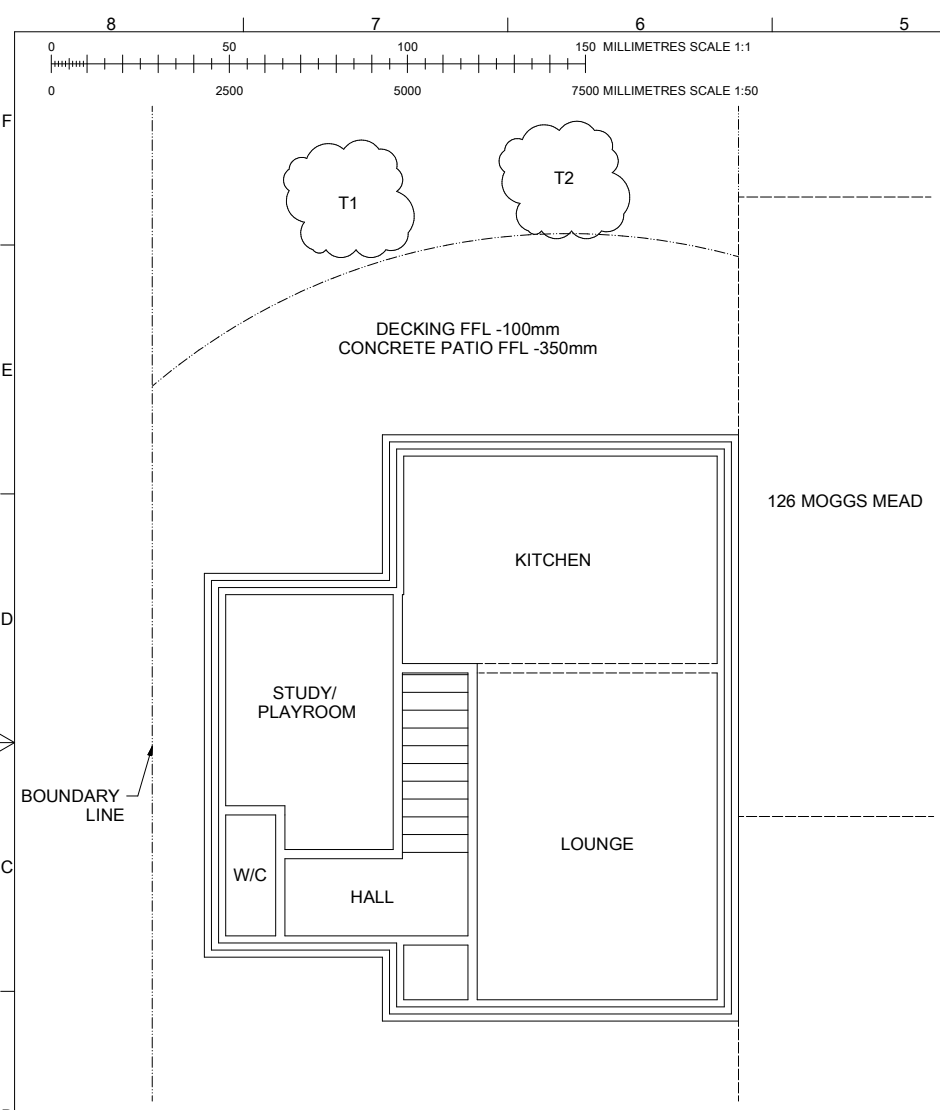 8 7 6 5
0 50 100 150 MILLIMETRES SCALE 1:1
0 2500 5000 7500 MILLIMETRES SCALE 1:50
F
T1
T2
DECKING FFL -100mm
CONCRETE PATIO FFL -350mm
E
126 MOGGS MEAD
KITCHEN
D
STUDY/
PLAYROOM
BOUNDARY
LINE
LOUNGE
C
W/C
HALL